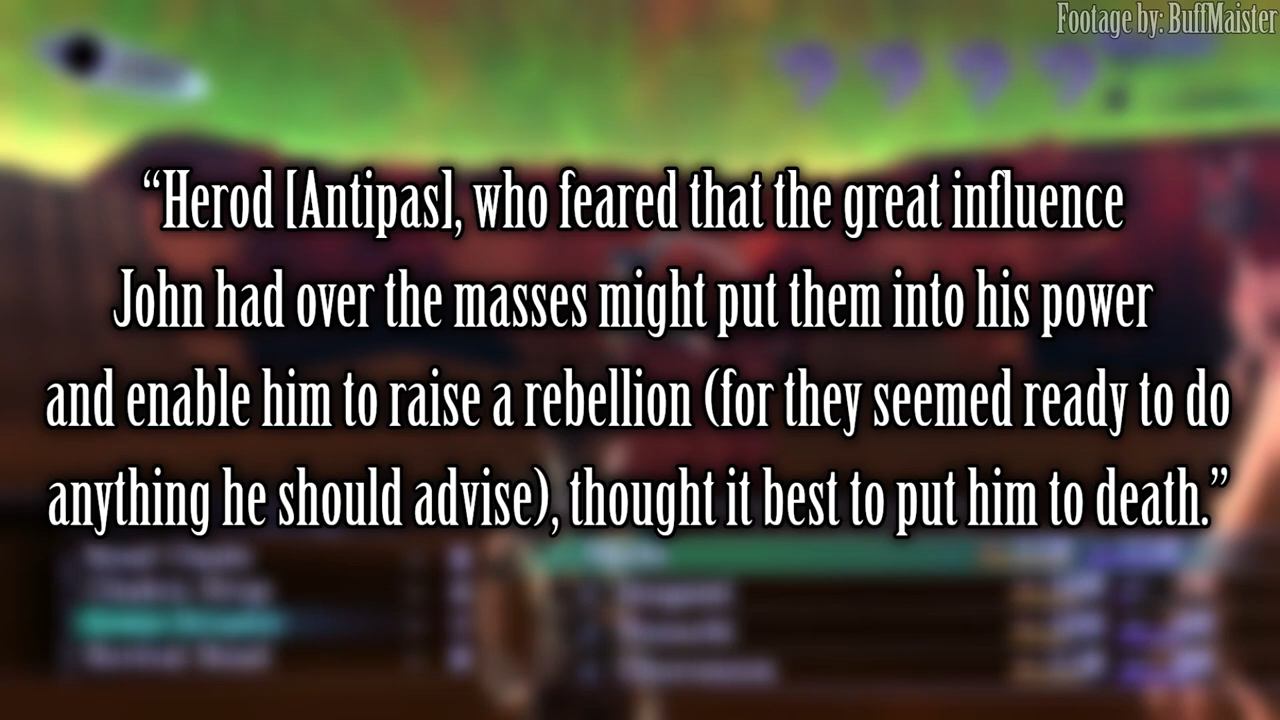 Footage by: BuffMaister
“Herod [Antipas], who feared that the great influence
John had over the masses might put them into his power
and enable him to raise a rebellion (for they seemed ready to do
anything he should advise), thought it best to put him to death.”